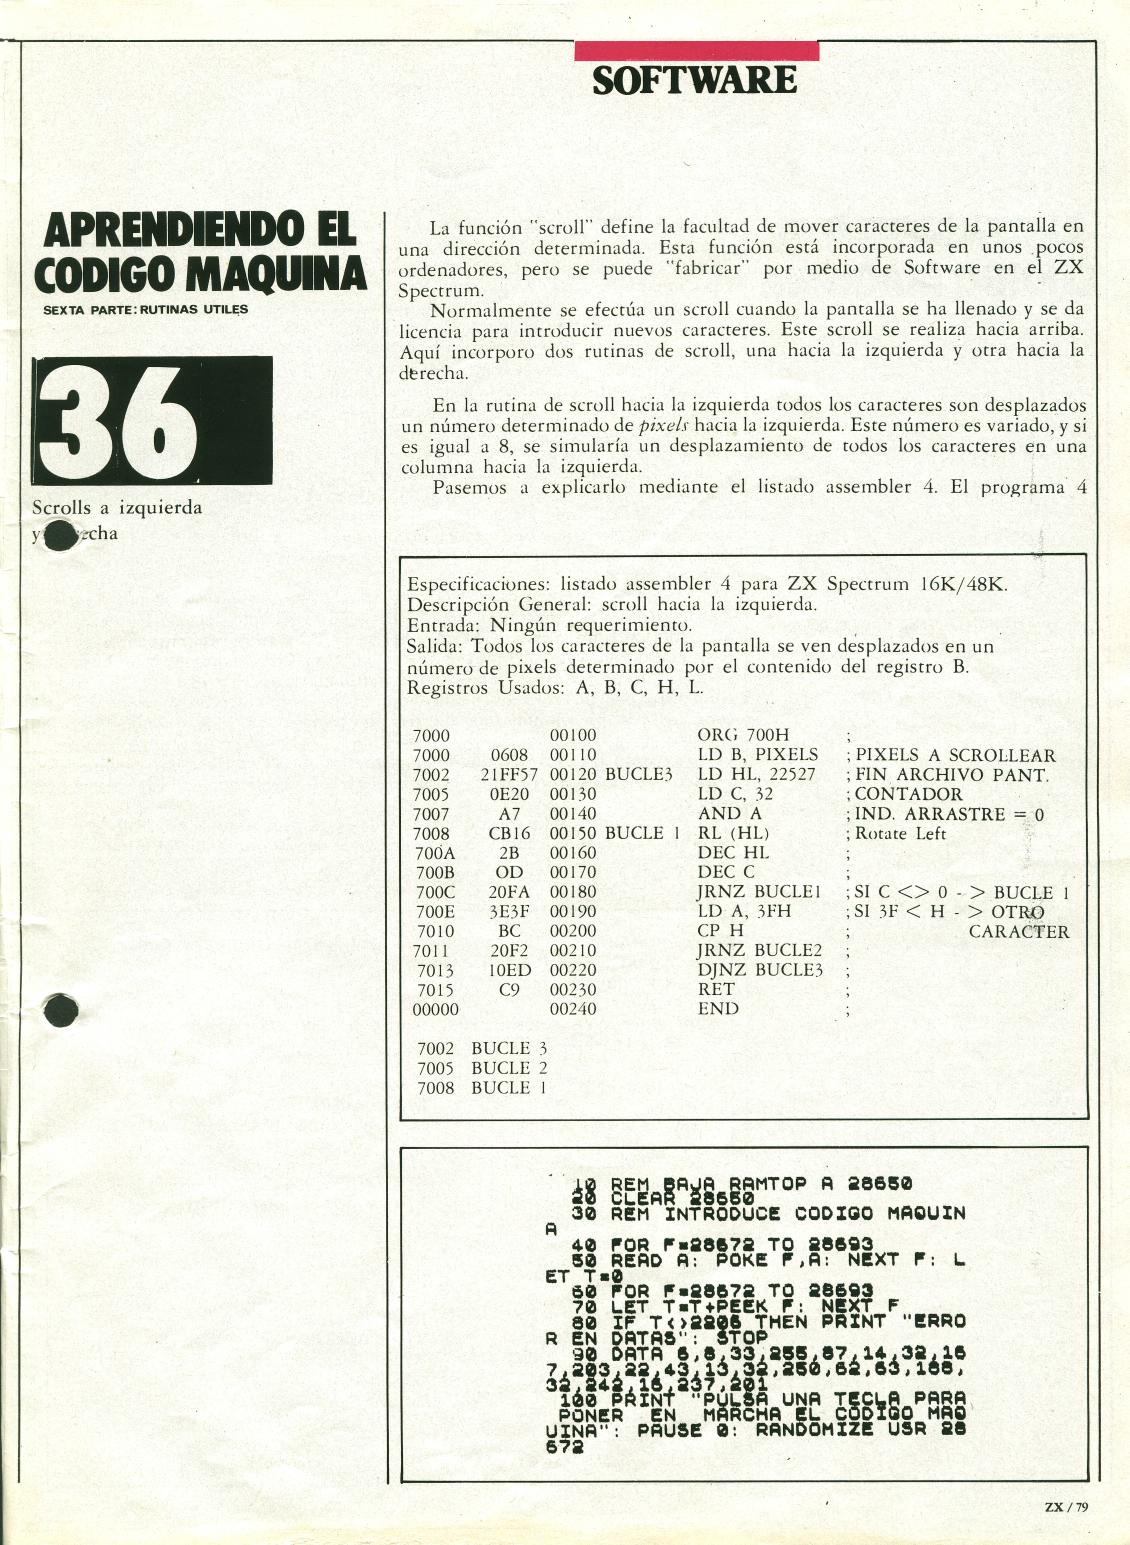 SOFTWARE
APRENDIENDO EL
CODIGO MAQUINA
SEXTA PARTE: RUTINAS UTILES
36
Scrolls a izquierda
y echa
La función "scroll" define la facultad de mover caracteres de la pantalla en
una dirección determinada. Esta función está incorporada en unos pocos
ordenadores, pero se puede "fabricar" por medio de Software en el ZX
Spectrum.
Normalmente se efectúa un scroll cuando la pantalla se ha llenado y se da
licencia para introducir nuevos caracteres. Este scroll se realiza hacia arriba.
Aquí incorporo dos rutinas de scroll, una hacia la izquierda y otra hacia la
derecha.
En la rutina de scroll hacia la izquierda todos los caracteres son desplazados
un número determinado de pixels hacia la izquierda. Este número es variado, y si
es igual a 8, se simularía un desplazamiento de todos los caracteres en una
columna hacia la izquierda.
Pasemos a explicarlo mediante el listado assembler 4. El programa 4
Especificaciones: listado assembler 4 para ZX Spectrum 16K/48K.
Descripción General: scroll hacia la izquierda.
Entrada: Ningún requerimiento.
Salida: Todos los caracteres de la pantalla se ven desplazados en un
número de pixels determinado por el contenido del registro B.
Registros Usados: A, B, C, H, L.
7000 00100 ORG 700H ;
7000 0608 00110 LD B, PIXELS ; PIXELS A SCROLLEAR
7002 21FF57 00120 BUCLE3 LD HL, 22527 ; FIN ARCHIVO PANT.
7005 0E20 00130 LD C, 32 ; CONTADOR
7007 A7 00140 AND A ; IND. ARRASTRE = 0
7008 CB16 00150 BUCLE 1 RL (HL) ; Rotate Left
700A 2B 00160 DEC HL ;
700B OD 00170 DEC C ;
700C 20FA 00180 JRNZ BUCLE1 ; SI C <> 0 - > BUCLE 1
700E 3E3F 00190 LD A, 3FH ; SI 3F < H - > OTRO
7010 BC 00200 CP H ; CARACTER
7011 20F2 00210 JRNZ BUCLE2 ;
7013 10ED 00220 DJNZ BUCLE3 ;
7015 C9 00230 RET ;
00000 00240 END ;
7002 BUCLE 3
7005 BUCLE 2
7008 BUCLE 1
10 REM BAJA RAMTOP A 28650
20 CLEAR 28650
30 REM INTRODUCE CODIGO MAQUIN
A
40 FOR F=28672 TO 28693
50 READ A: POKE F,A: NEXT F: L
ET T=0
60 FOR F=28672 TO 28693
70 LET T=T+PEEK F: NEXT F
80 IF T<>2206 THEN PRINT "ERRO
R EN DATAS": STOP
90 DATA 6,8,33,255,87,14,32,16
7,203,22,43,13,32,250,62,63,188,
32,242,16,237,201
100 PRINT "PULSA UNA TECLA PARA
PONER EN MARCHA EL CODIGO MAQ
UINA": PAUSE 0: RANDOMIZE USR 28
672
ZX / 79